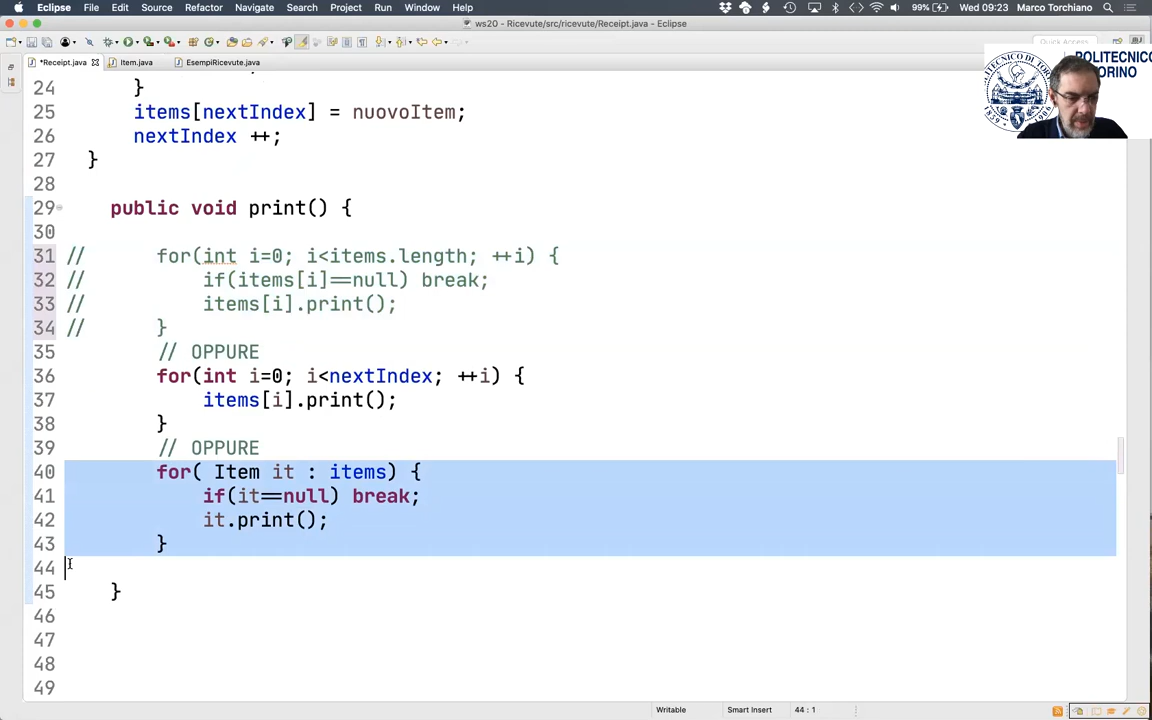 Eclipse File Edit Source Refactor Navigate Search Project Run Window Help 99% Wed 09:23 Marco Torchiano
ws20 - Ricevute/src/ricevute/Receipt.java - Eclipse
Quick Access
*Receipt.java Item.java EsempiRicevute.java
POLITECNICO
24 }
25 items[nextIndex] = nuovoItem;
26 nextIndex ++;
27 }
28
29 public void print() {
30
31 // for(int i=0; i<items.length; ++i) {
32 // if(items[i]==null) break;
33 // items[i].print();
34 // }
35 // OPPURE
36 for(int i=0; i<nextIndex; ++i) {
37 items[i].print();
38 }
39 // OPPURE
40 for( Item it : items) {
41 if(it==null) break;
42 it.print();
43 }
44
45 }
46
47
48
49
Writable Smart Insert 44 : 1